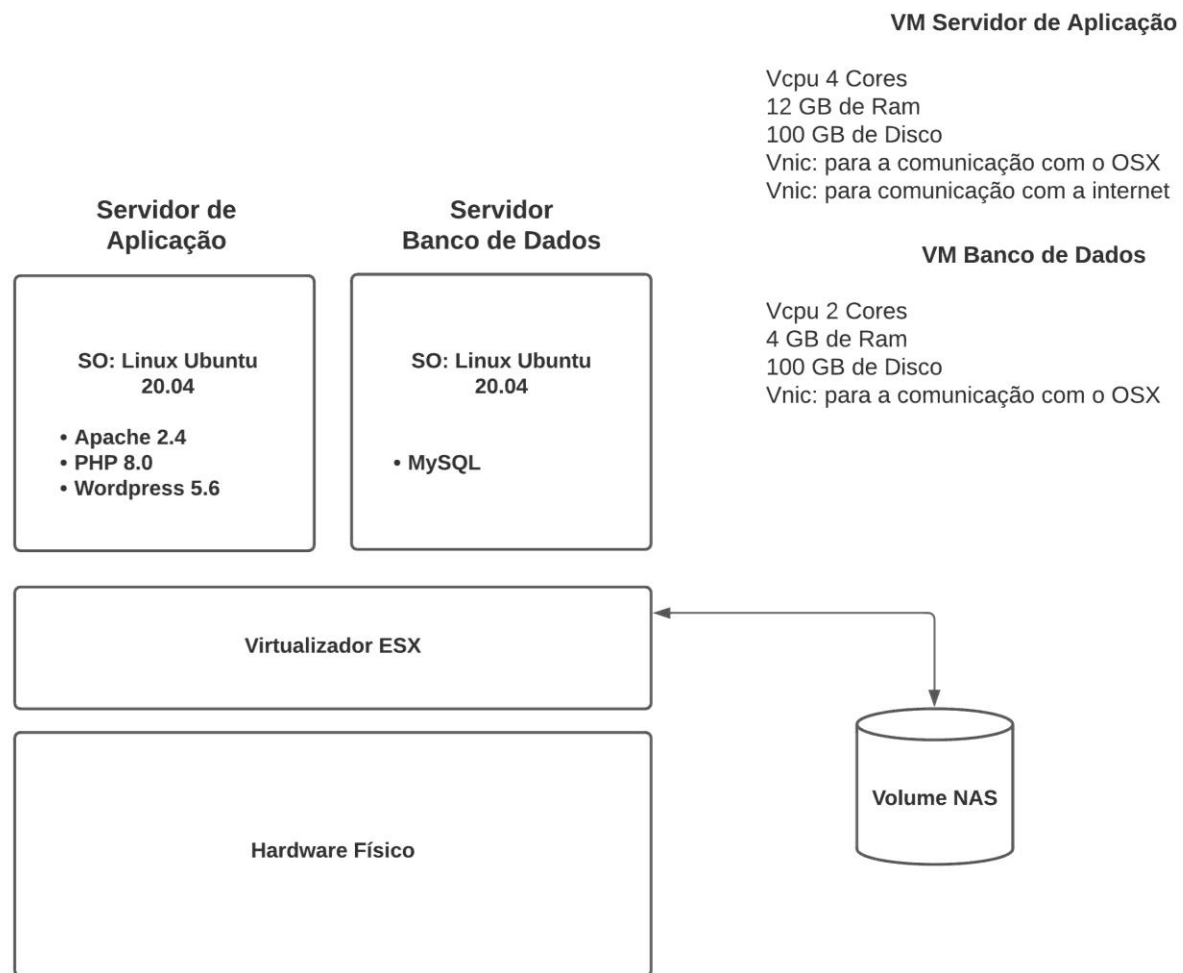 VM Servidor de Aplicação
Vcpu 4 Cores
12 GB de Ram
100 GB de Disco
Vnic: para a comunicação com o OSX
Vnic: para comunicação com a internet
VM Banco de Dados
Vcpu 2 Cores
4 GB de Ram
100 GB de Disco
Vnic: para a comunicação com o OSX
Servidor de
Aplicação
SO: Linux Ubuntu
20.04
• Apache 2.4
• PHP 8.0
• Wordpress 5.6
Servidor
Banco de Dados
SO: Linux Ubuntu
20.04
• MySQL
Virtualizador ESX
Volume NAS
Hardware Físico